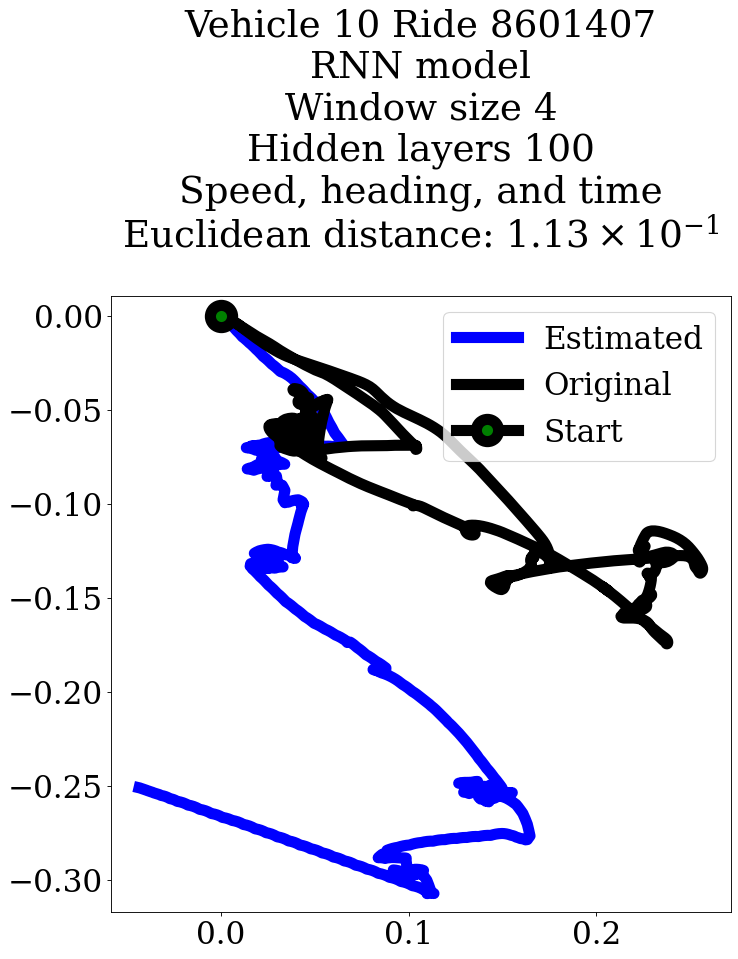 Vehicle 10 Ride 8601407
RNN model
Window size 4
Hidden layers 100
Speed, heading, and time
Euclidean distance: 1.13 × 10⁻¹
Estimated
Original
Start
0.00
−0.05
−0.10
−0.15
−0.20
−0.25
−0.30
0.0 0.1 0.2